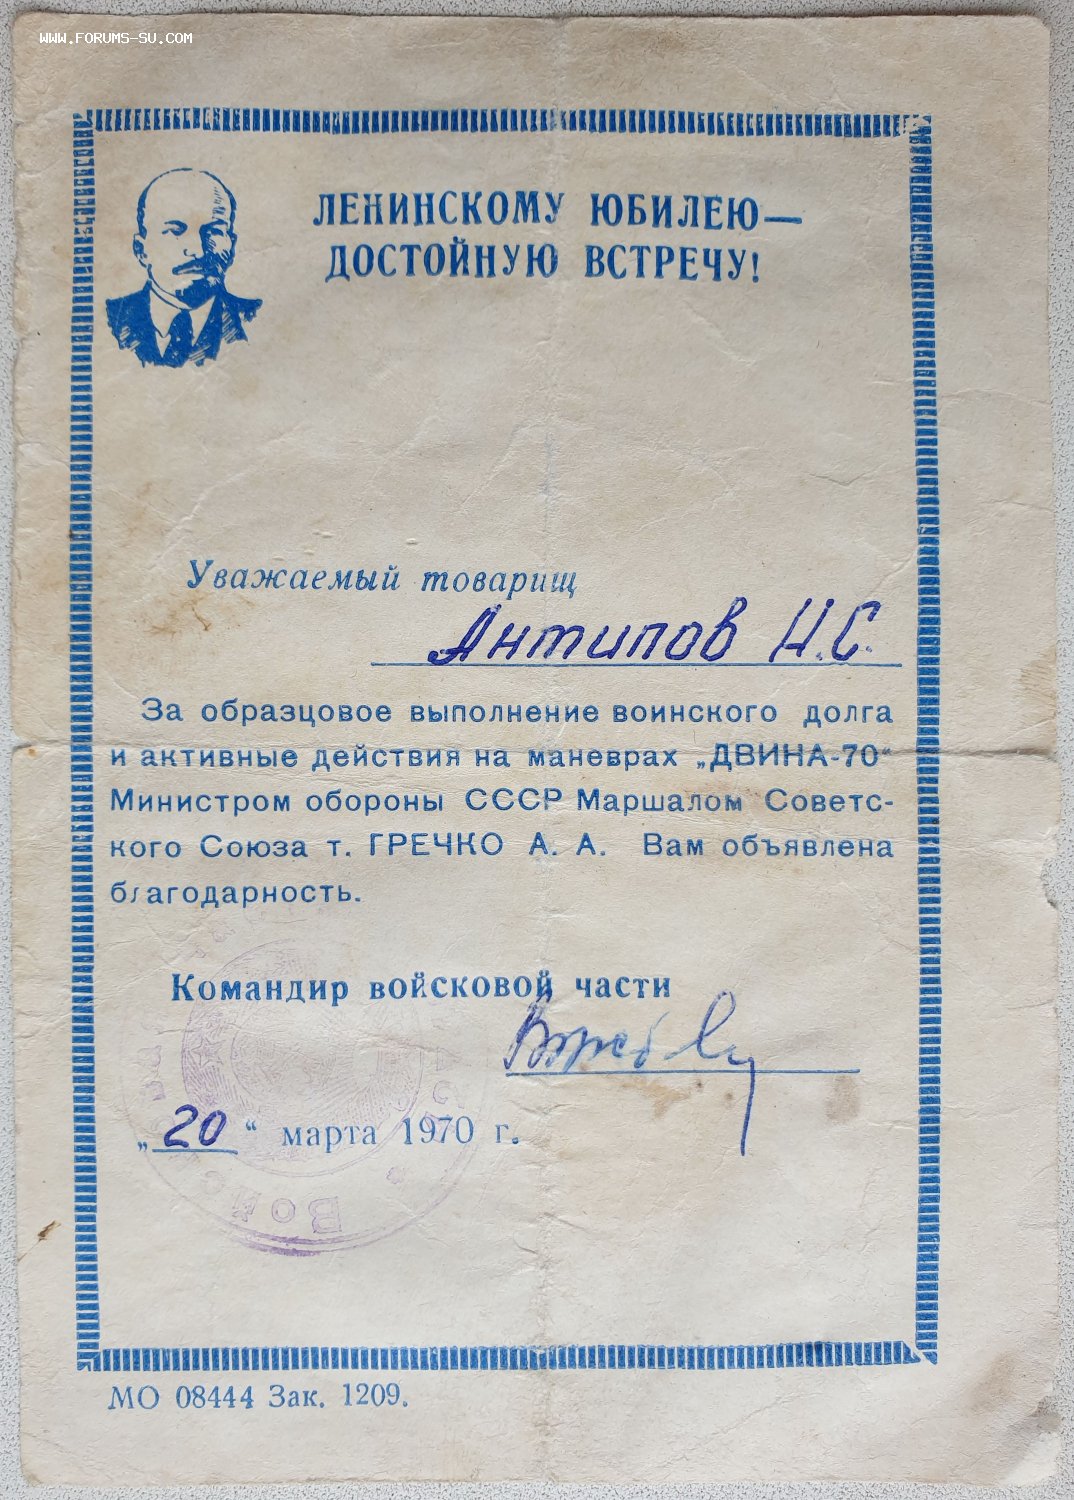 WWW.FORUMS-SU.COM
ЛЕНИНСКОМУ ЮБИЛЕЮ—
ДОСТОЙНУЮ ВСТРЕЧУ!
Уважаемый товарищ
Антипов Н.С.
За образцовое выполнение воинского долга
и активные действия на маневрах „ДВИНА-70“
Министром обороны СССР Маршалом Советс-
кого Союза т. ГРЕЧКО А. А. Вам объявлена
благодарность.
Командир войсковой части
„20“ марта 1970 г.
МО 08444 Зак. 1209.